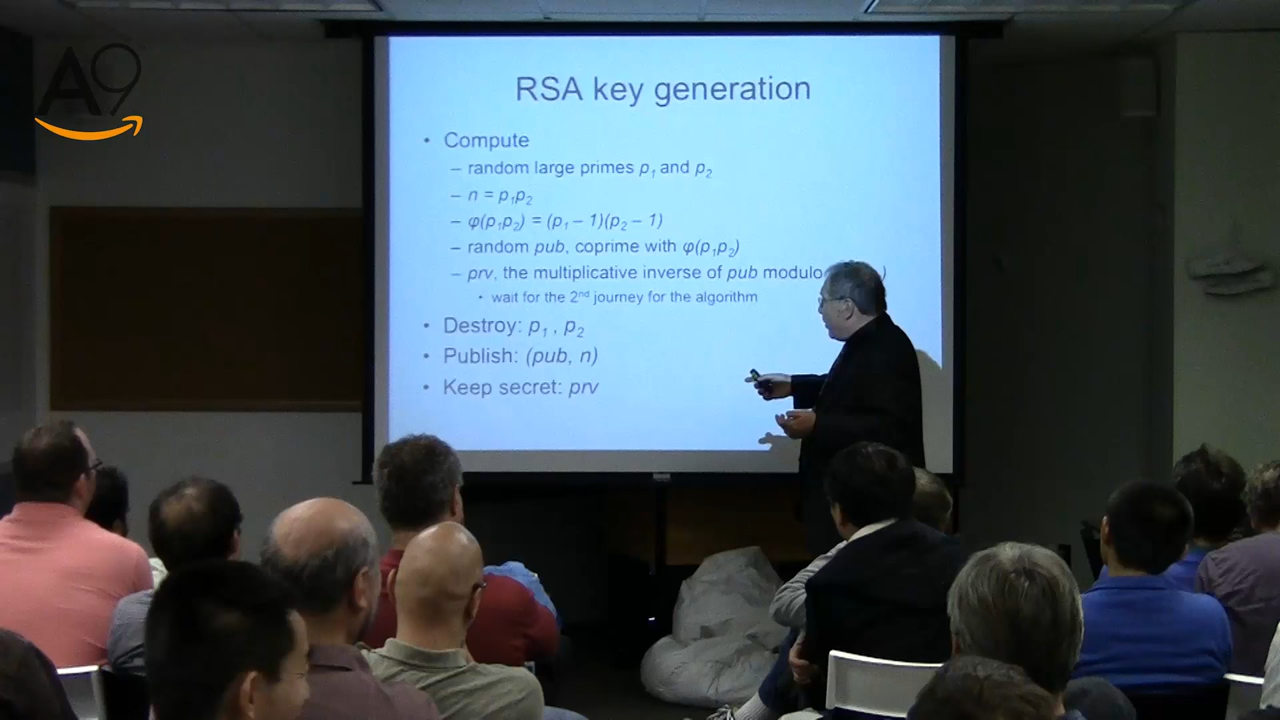 A9
RSA key generation
• Compute
– random large primes p₁ and p₂
– n = p₁p₂
– φ(p₁p₂) = (p₁ – 1)(p₂ – 1)
– random pub, coprime with φ(p₁p₂)
– prv, the multiplicative inverse of pub modulo )
• wait for the 2nd journey for the algorithm
• Destroy: p₁ , p₂
• Publish: (pub, n)
• Keep secret: prv